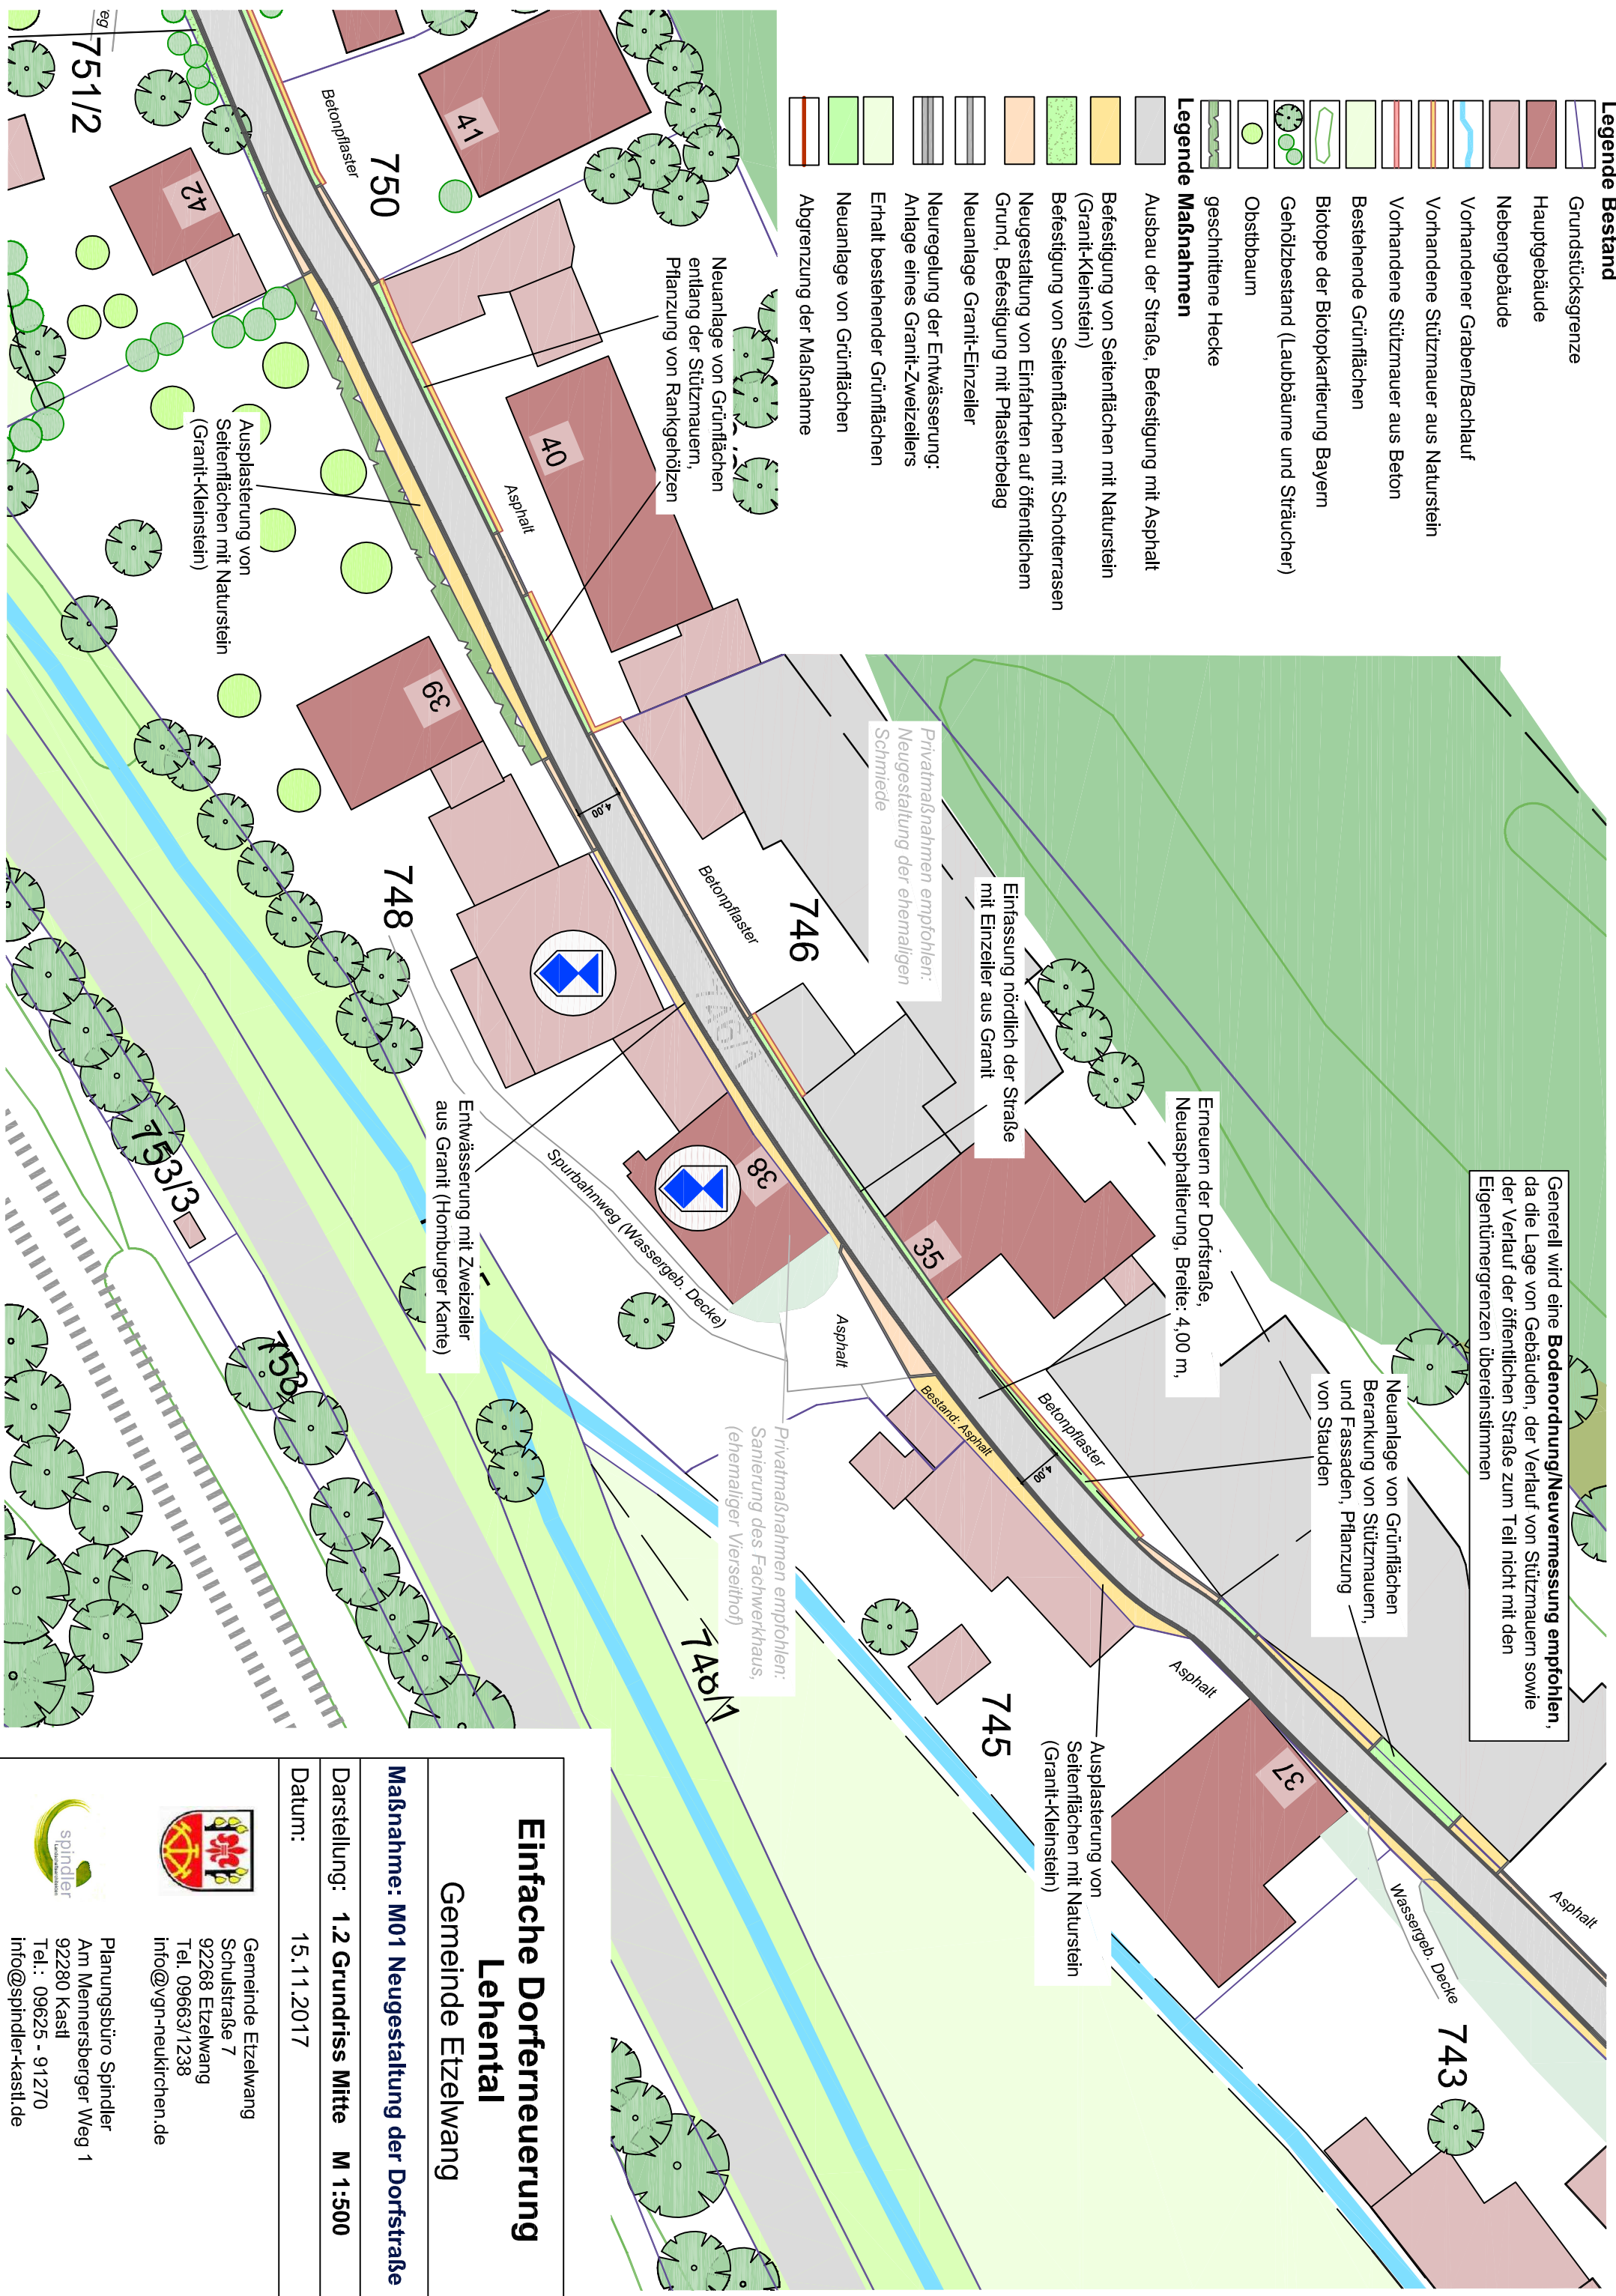 Legende Bestand
Grundstücksgrenze
Hauptgebäude
Nebengebäude
Vorhandener Graben/Bachlauf
Vorhandene Stützmauer aus Naturstein
Vorhandene Stützmauer aus Beton
Bestehende Grünflächen
Biotope der Biotopkartierung Bayern
Gehölzbestand (Laubbäume und Sträucher)
Obstbbaum
geschnittene Hecke
Legende Maßnahmen
Ausbau der Straße, Befestigung mit Asphalt
Befestigung von Seitenflächen mit Naturstein
(Granit-Kleinstein)
Befestigung von Seitenflächen mit Schotterrasen
Neugestaltung von Einfahrten auf öffentlichem
Grund, Befestigung mit Pflasterbelag
Neuanlage Granit-Einzeiler
Neuregelung der Entwässerung:
Anlage eines Granit-Zweizeilers
Erhalt bestehender Grünflächen
Neuanlage von Grünflächen
Abgrenzung der Maßnahme
Generell wird eine Bodenordnung/Neuvermessung empfohlen,
da die Lage von Gebäuden, der Verlauf von Stützmauern sowie
der Verlauf der öffentlichen Straße zum Teil nicht mit den
Eigentümergrenzen übereinstimmen
Neuanlage von Grünflächen
Berankung von Stützmauern,
und Fassaden, Pflanzung
von Stauden
Erneuern der Dorfstraße,
Neuasphaltierung, Breite: 4,00 m,
Einfassung nördlich der Straße
mit Einzeiler aus Granit
Privatmaßnahmen empfohlen:
Neugestaltung der ehemaligen
Schmiede
Neuanlage von Grünflächen
entlang der Stützmauern,
Pflanzung von Rankgehölzen
Ausplasterung von
Seitenflächen mit Naturstein
(Granit-Kleinstein)
Entwässerung mit Zweizeiler
aus Granit (Homburger Kante)
Privatmaßnahmen empfohlen:
Sanierung des Fachwerkhaus,
(ehemaliger Vierseithof)
Ausplasterung von
Seitenflächen mit Naturstein
(Granit-Kleinstein)
751/2
750
746
748
745
743
748/1
753/3
753
41
42
40
39
38
35
37
Betonpflaster
Asphalt
Betonpflaster
4,00
Spurbahnweg (Wassergeb. Decke)
Asphalt
Bestand: Asphalt
Betonpflaster
4,00
Asphalt
Wassergeb. Decke
Asphalt
Einfache Dorferneuerung
Lehental
Gemeinde Etzelwang
Maßnahme: M01 Neugestaltung der Dorfstraße
Darstellung: 1.2 Grundriss Mitte M 1:500
Datum: 15.11.2017
Gemeinde Etzelwang
Schulstraße 7
92268 Etzelwang
Tel. 09663/1238
info@vgn-neukirchen.de
spindler
Planungsbüro Spindler
Am Mennersberger Weg 1
92280 Kastl
Tel.: 09625 - 91270
info@spindler-kastl.de